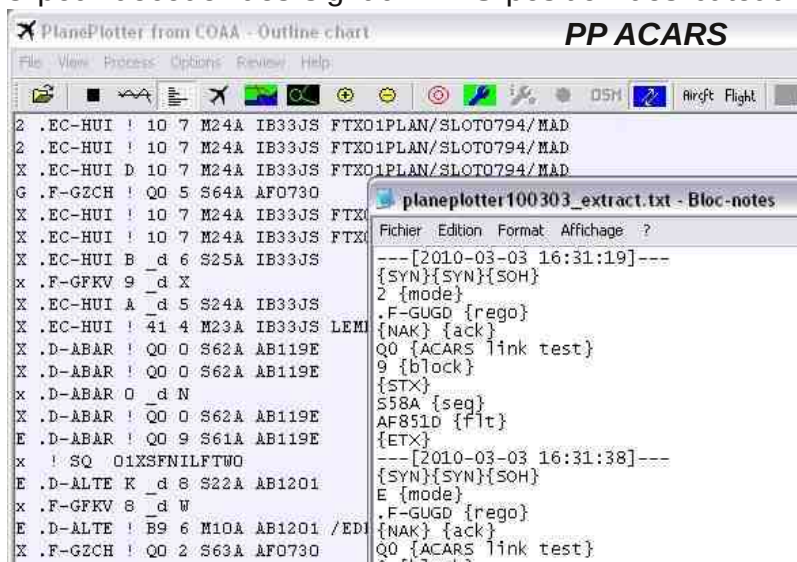 PlanePlotter from COAA - Outline chart
PP ACARS
File View Process Options Review Help
OSM Aircft Flight
2 .EC-HUI ! 10 7 M24A IB33JS FTX01PLAN/SLOT0794/MAD
2 .EC-HUI ! 10 7 M24A IB33JS FTX01PLAN/SLOT0794/MAD
X .EC-HUI D 10 7 M24A IB33JS FTX01PLAN/SLOT0794/MAD
G .F-GZCH ! Q0 5 S64A AF0730
X .EC-HUI ! 10 7 M24A IB33JS
X .EC-HUI ! 10 7 M24A IB33JS
X .EC-HUI B _d 6 S25A IB33JS
x .F-GFKV 9 _d X
X .EC-HUI A _d 5 S24A IB33JS
X .EC-HUI ! 41 4 M23A IB33JS
X .D-ABAR ! Q0 0 S62A AB119E
X .D-ABAR ! Q0 0 S62A AB119E
x .D-ABAR O _d N
X .D-ABAR ! Q0 0 S62A AB119E
E .D-ABAR ! Q0 9 S61A AB119E
x ! SQ 01XSFNILFTW0
E .D-ALTE K _d 8 S22A AB1201
x .F-GFKV 8 _d W
E .D-ALTE ! B9 6 M10A AB1201
X .F-GZCH ! Q0 2 S63A AF0730
planeplotter100303_extract.txt - Bloc-notes
Fichier Edition Format Affichage ?
---[2010-03-03 16:31:19]---
{SYN}{SYN}{SOH}
2 {mode}
.F-GUGD {rego}
{NAK} {ack}
Q0 {ACARS link test}
9 {block}
{STX}
S58A {seq}
AF851D {flt}
{ETX}
---[2010-03-03 16:31:38]---
{SYN}{SYN}{SOH}
E {mode}
.F-GUGD {rego}
{NAK} {ack}
Q0 {ACARS link test}